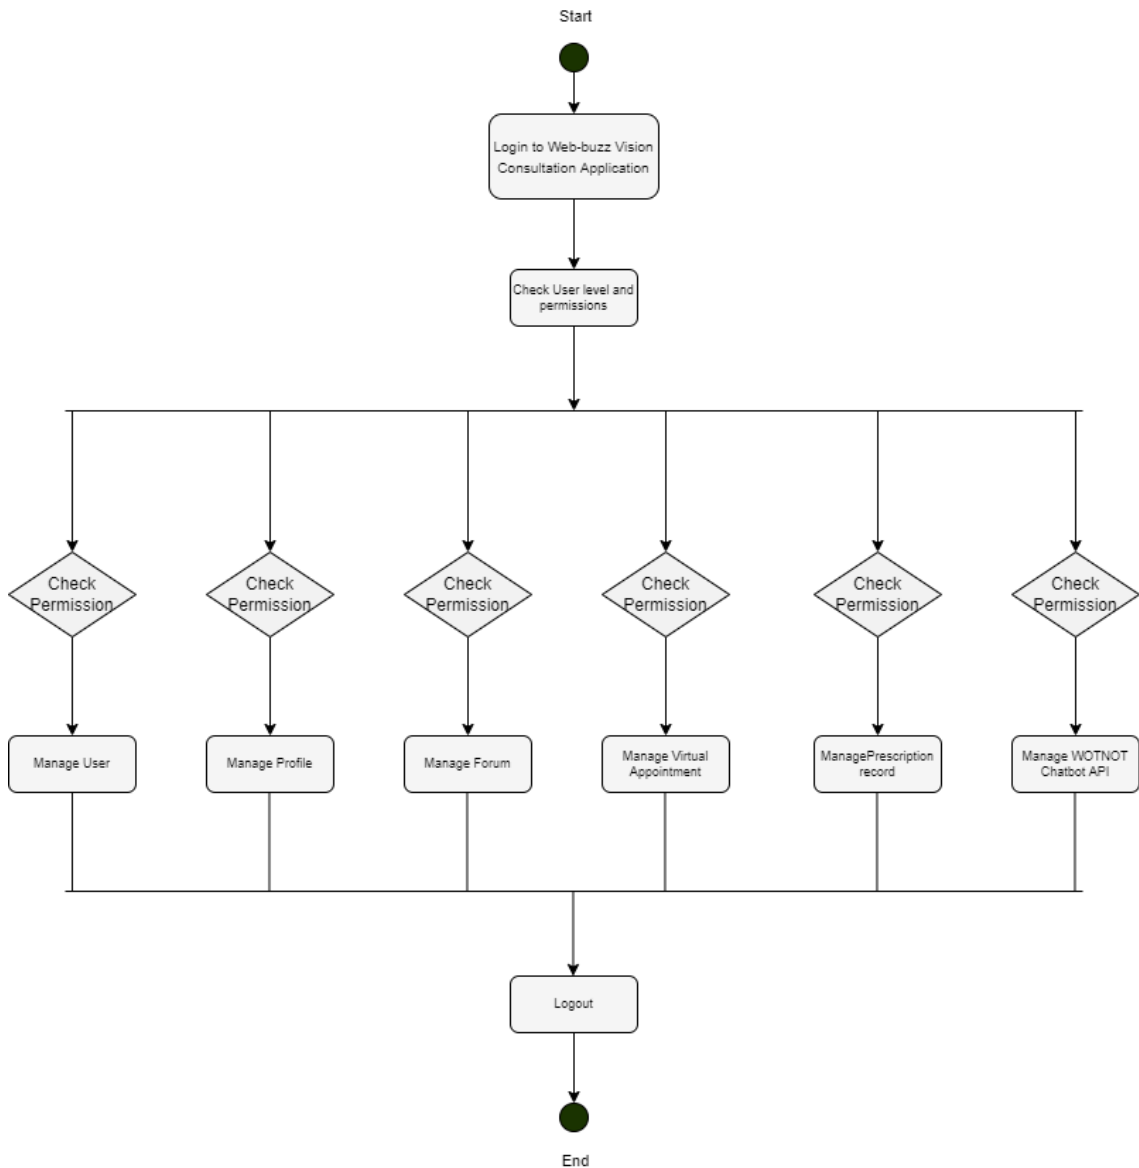 Start
Login to Web-buzz Vision
Consultation Application
Check User level and
permissions
Check
Permission
Check
Permission
Check
Permission
Check
Permission
Check
Permission
Check
Permission
Manage User
Manage Profile
Manage Forum
Manage Virtual
Appointment
ManagePrescription
record
Manage WOTNOT
Chatbot API
Logout
End